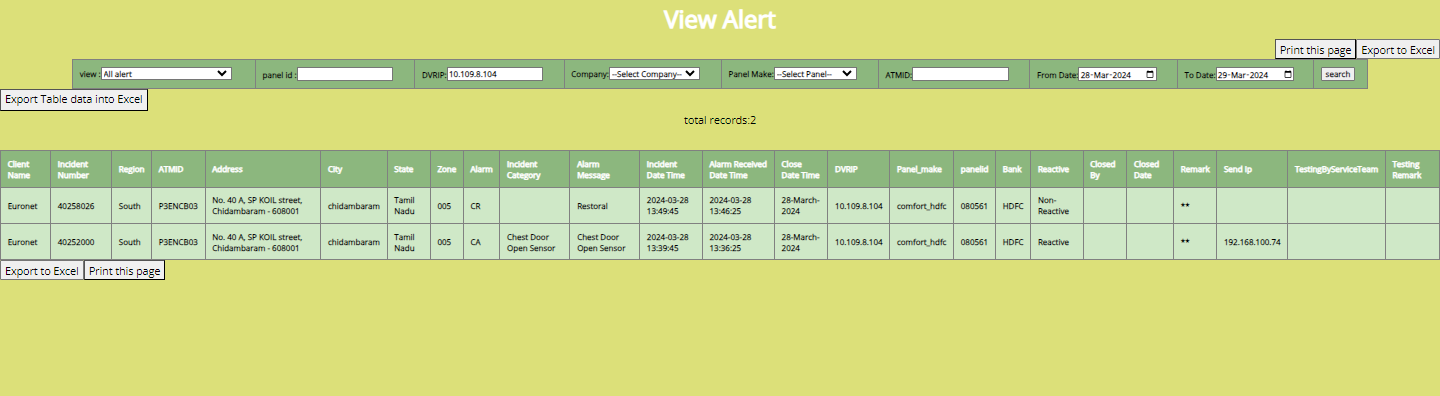 View Alert
Print this page Export to Excel
view : All alert panel id : DVRIP: 10.109.8.104 Company: --Select Company-- Panel Make: --Select Panel-- ATMID: From Date: 28-Mar-2024 To Date: 29-Mar-2024 search
Export Table data into Excel
total records:2
Client Name Incident Number Region ATMID Address City State Zone Alarm Incident Category Alarm Message Incident Date Time Alarm Received Date Time Close Date Time DVRIP Panel_make panelid Bank Reactive Closed By Closed Date Remark Send Ip TestingByServiceTeam Testing Remark
Euronet 40258026 South P3ENCB03 No. 40 A, SP KOIL street, Chidambaram - 608001 chidambaram Tamil Nadu 005 CR Restoral 2024-03-28 13:49:45 2024-03-28 13:46:25 28-March-2024 10.109.8.104 comfort_hdfc 080561 HDFC Non-Reactive **
Euronet 40252000 South P3ENCB03 No. 40 A, SP KOIL street, Chidambaram - 608001 chidambaram Tamil Nadu 005 CA Chest Door Open Sensor Chest Door Open Sensor 2024-03-28 13:39:45 2024-03-28 13:36:25 28-March-2024 10.109.8.104 comfort_hdfc 080561 HDFC Reactive ** 192.168.100.74
Export to Excel Print this page